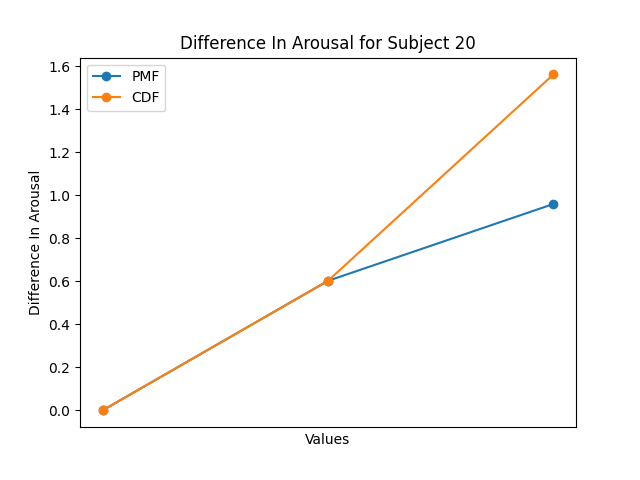 Difference In Arousal for Subject 20
PMF
CDF
1.6
1.4
1.2
1.0
0.8
0.6
0.4
0.2
0.0
Difference In Arousal
Values